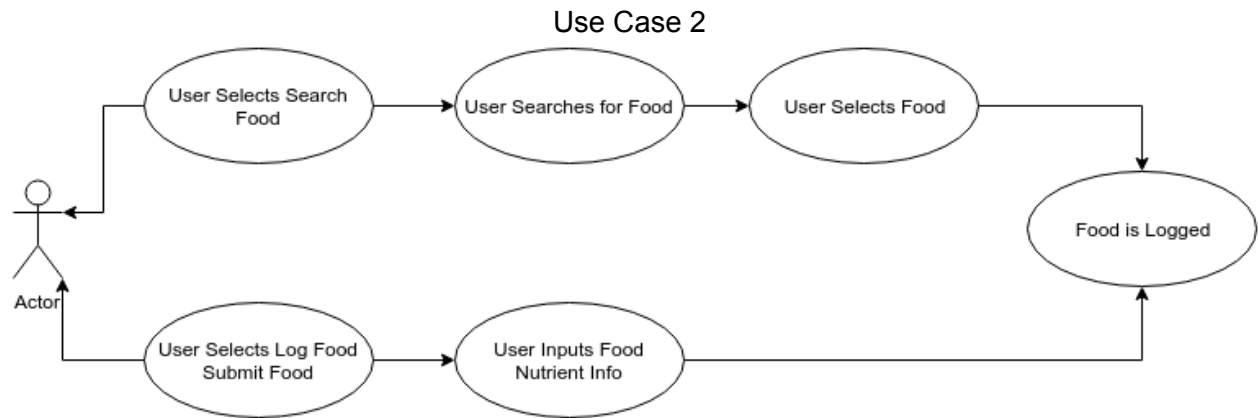 Use Case 2
User Selects Search
Food
User Searches for Food
User Selects Food
Food is Logged
Actor
User Selects Log Food
Submit Food
User Inputs Food
Nutrient Info